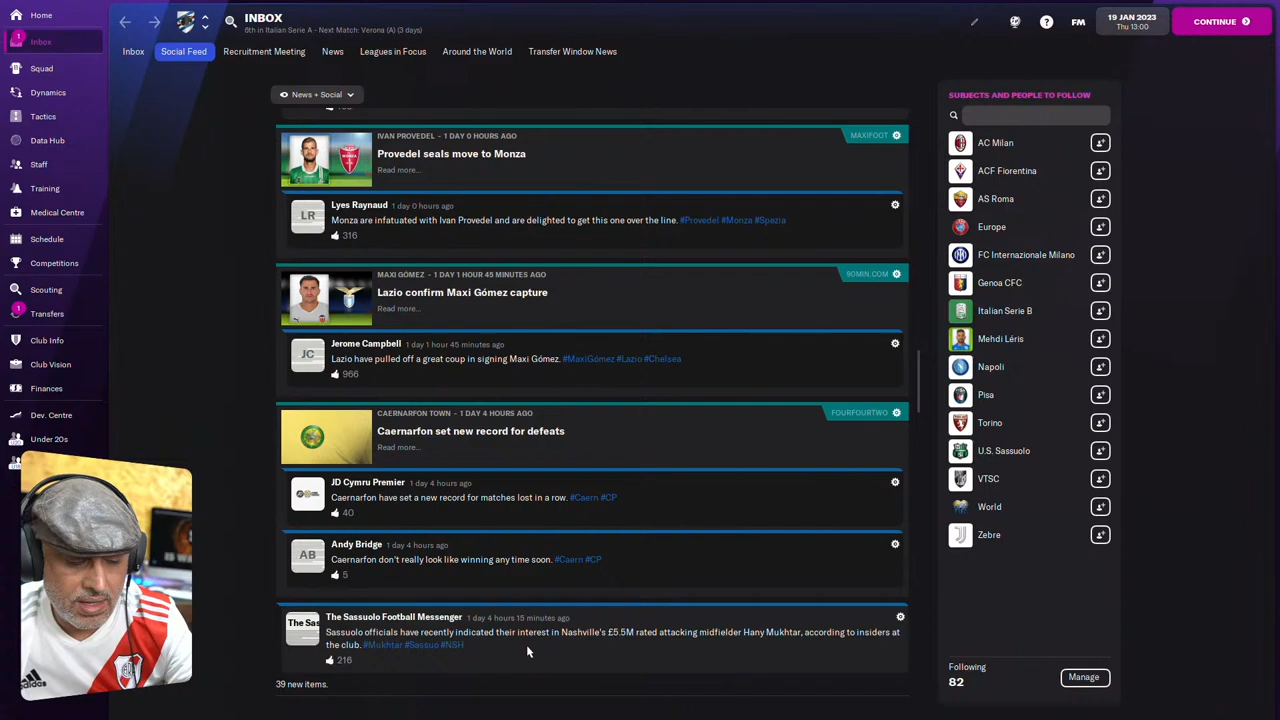 Home
INBOX
6th in Italian Serie A - Next Match: Verona (A) (3 days)
FM
19 JAN 2023
Thu 13:00
CONTINUE
1
Inbox
Inbox
Social Feed
Recruitment Meeting
News
Leagues in Focus
Around the World
Transfer Window News
Squad
Dynamics
Tactics
Data Hub
Staff
Training
Medical Centre
Schedule
Competitions
Scouting
1
Transfers
Club Info
Club Vision
Finances
Dev. Centre
Under 20s
News + Social
IVAN PROVEDEL - 1 DAY 0 HOURS AGO
MAXIFOOT
Provedel seals move to Monza
Read more...
LR
Lyes Raynaud 1 day 0 hours ago
Monza are infatuated with Ivan Provedel and are delighted to get this one over the line. #Provedel #Monza #Spezia
316
MAXI GÓMEZ - 1 DAY 1 HOUR 45 MINUTES AGO
90MIN.COM
Lazio confirm Maxi Gómez capture
Read more...
JC
Jerome Campbell 1 day 1 hour 45 minutes ago
Lazio have pulled off a great coup in signing Maxi Gómez. #MaxiGómez #Lazio #Chelsea
966
CAERNARFON TOWN - 1 DAY 4 HOURS AGO
FOURFOURTWO
Caernarfon set new record for defeats
Read more...
JD Cymru Premier 1 day 4 hours ago
Caernarfon have set a new record for matches lost in a row. #Caern #CP
40
AB
Andy Bridge 1 day 4 hours ago
Caernarfon don't really look like winning any time soon. #Caern #CP
5
The Sas
The Sassuolo Football Messenger 1 day 4 hours 15 minutes ago
Sassuolo officials have recently indicated their interest in Nashville's £5.5M rated attacking midfielder Hany Mukhtar, according to insiders at
the club. #Mukhtar #Sassuo #NSH
216
39 new items.
SUBJECTS AND PEOPLE TO FOLLOW
AC Milan
ACF Fiorentina
AS Roma
Europe
FC Internazionale Milano
Genoa CFC
Italian Serie B
Mehdi Léris
Napoli
Pisa
Torino
U.S. Sassuolo
VTSC
World
Zebre
Following
82
Manage